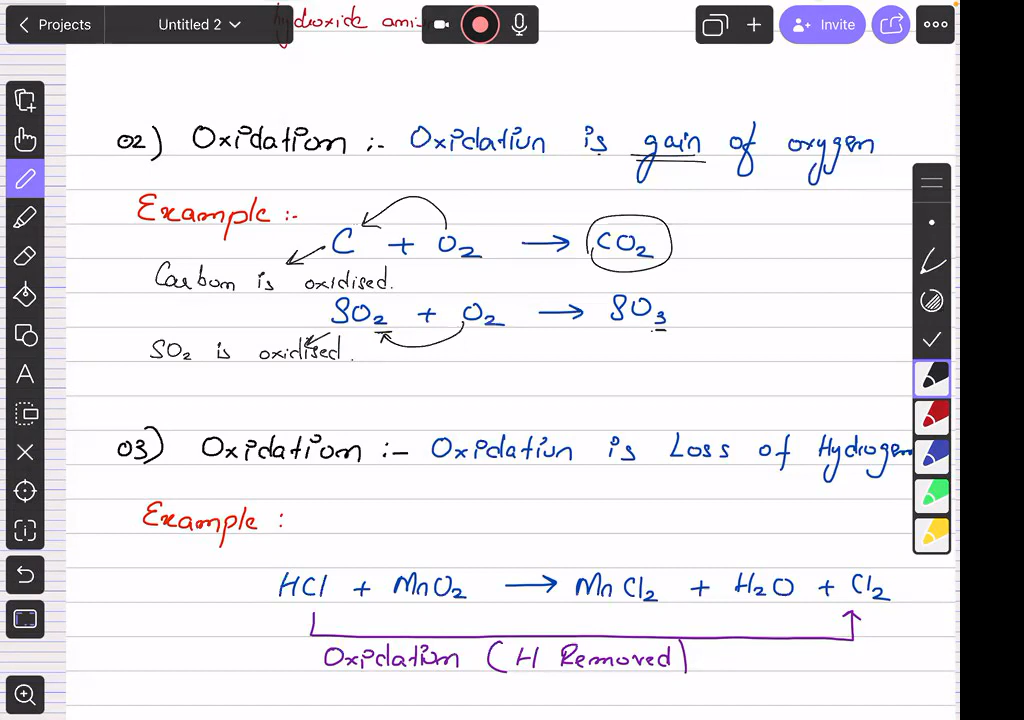 Projects Untitled 2 Invite
hydroxide
02) Oxidation :- Oxidation is gain of oxygen
Example :-
C + O2 → CO2
Carbon is oxidised.
SO2 + O2 → SO3
SO2 is oxidised.
03) Oxidation :- Oxidation is Loss of Hydrogen
Example :
HCl + MnO2 → MnCl2 + H2O + Cl2
Oxidation (H Removed)